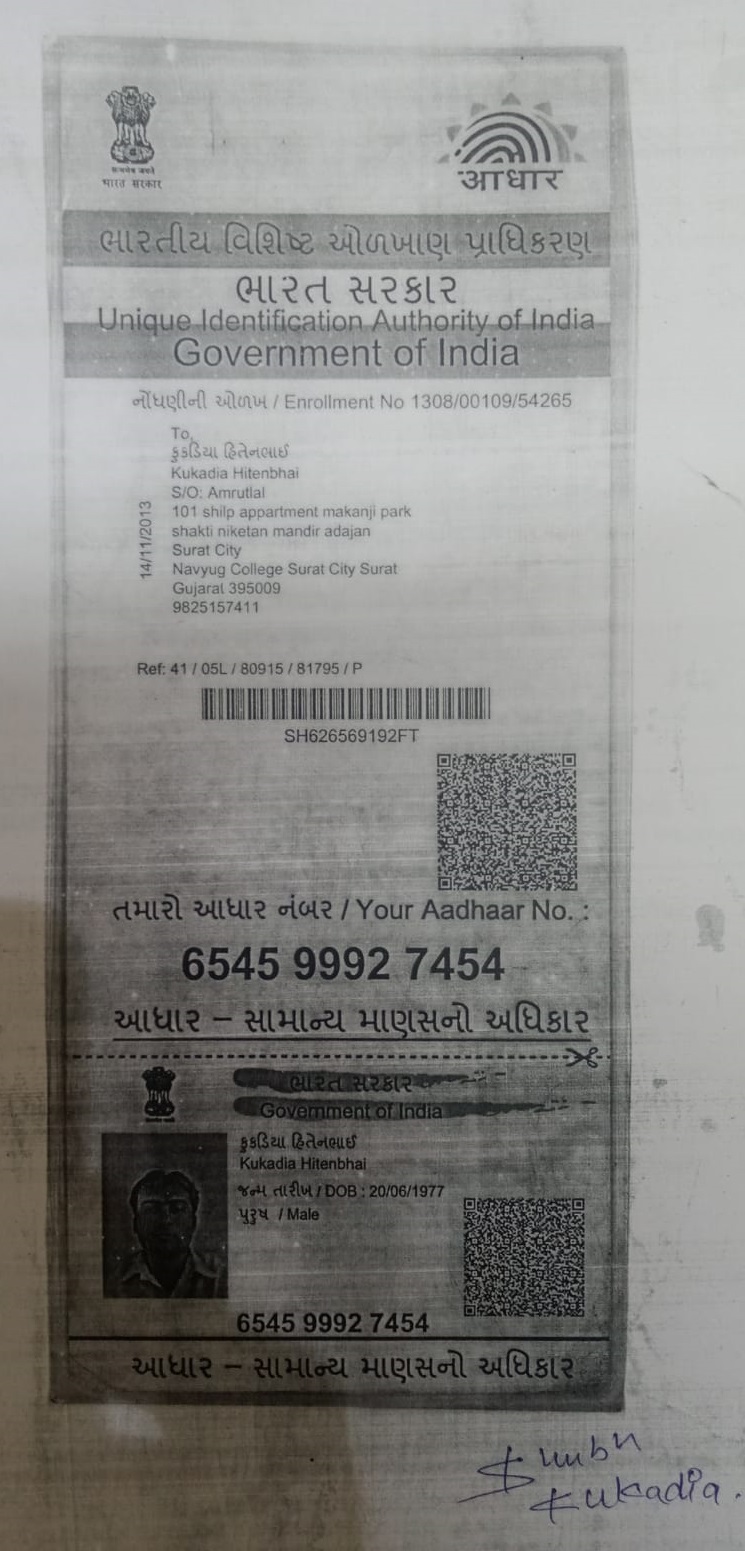 भारत सरकार
आधार
ભારતીય વિશિષ્ટ ઓળખાણ પ્રાધિકરણ
ભારત સરકાર
Unique Identification Authority of India
Government of India
નોંધણીની ઓળખ / Enrollment No 1308/00109/54265
14/11/2013
To,
કુકડિયા હિતેનભાઈ
Kukadia Hitenbhai
S/O: Amrutlal
101 shilp appartment makanji park
shakti niketan mandir adajan
Surat City
Navyug College Surat City Surat
Gujarat 395009
9825157411
Ref: 41 / 05L / 80915 / 81795 / P
SH626569192FT
તમારો આધાર નંબર / Your Aadhaar No. :
6545 9992 7454
આધાર – સામાન્ય માણસનો અધિકાર
ભારત સરકાર
Government of India
કુકડિયા હિતેનભાઈ
Kukadia Hitenbhai
જન્મ તારીખ / DOB : 20/06/1977
પુરુષ / Male
6545 9992 7454
આધાર – સામાન્ય માણસનો અધિકાર
Kukadia.